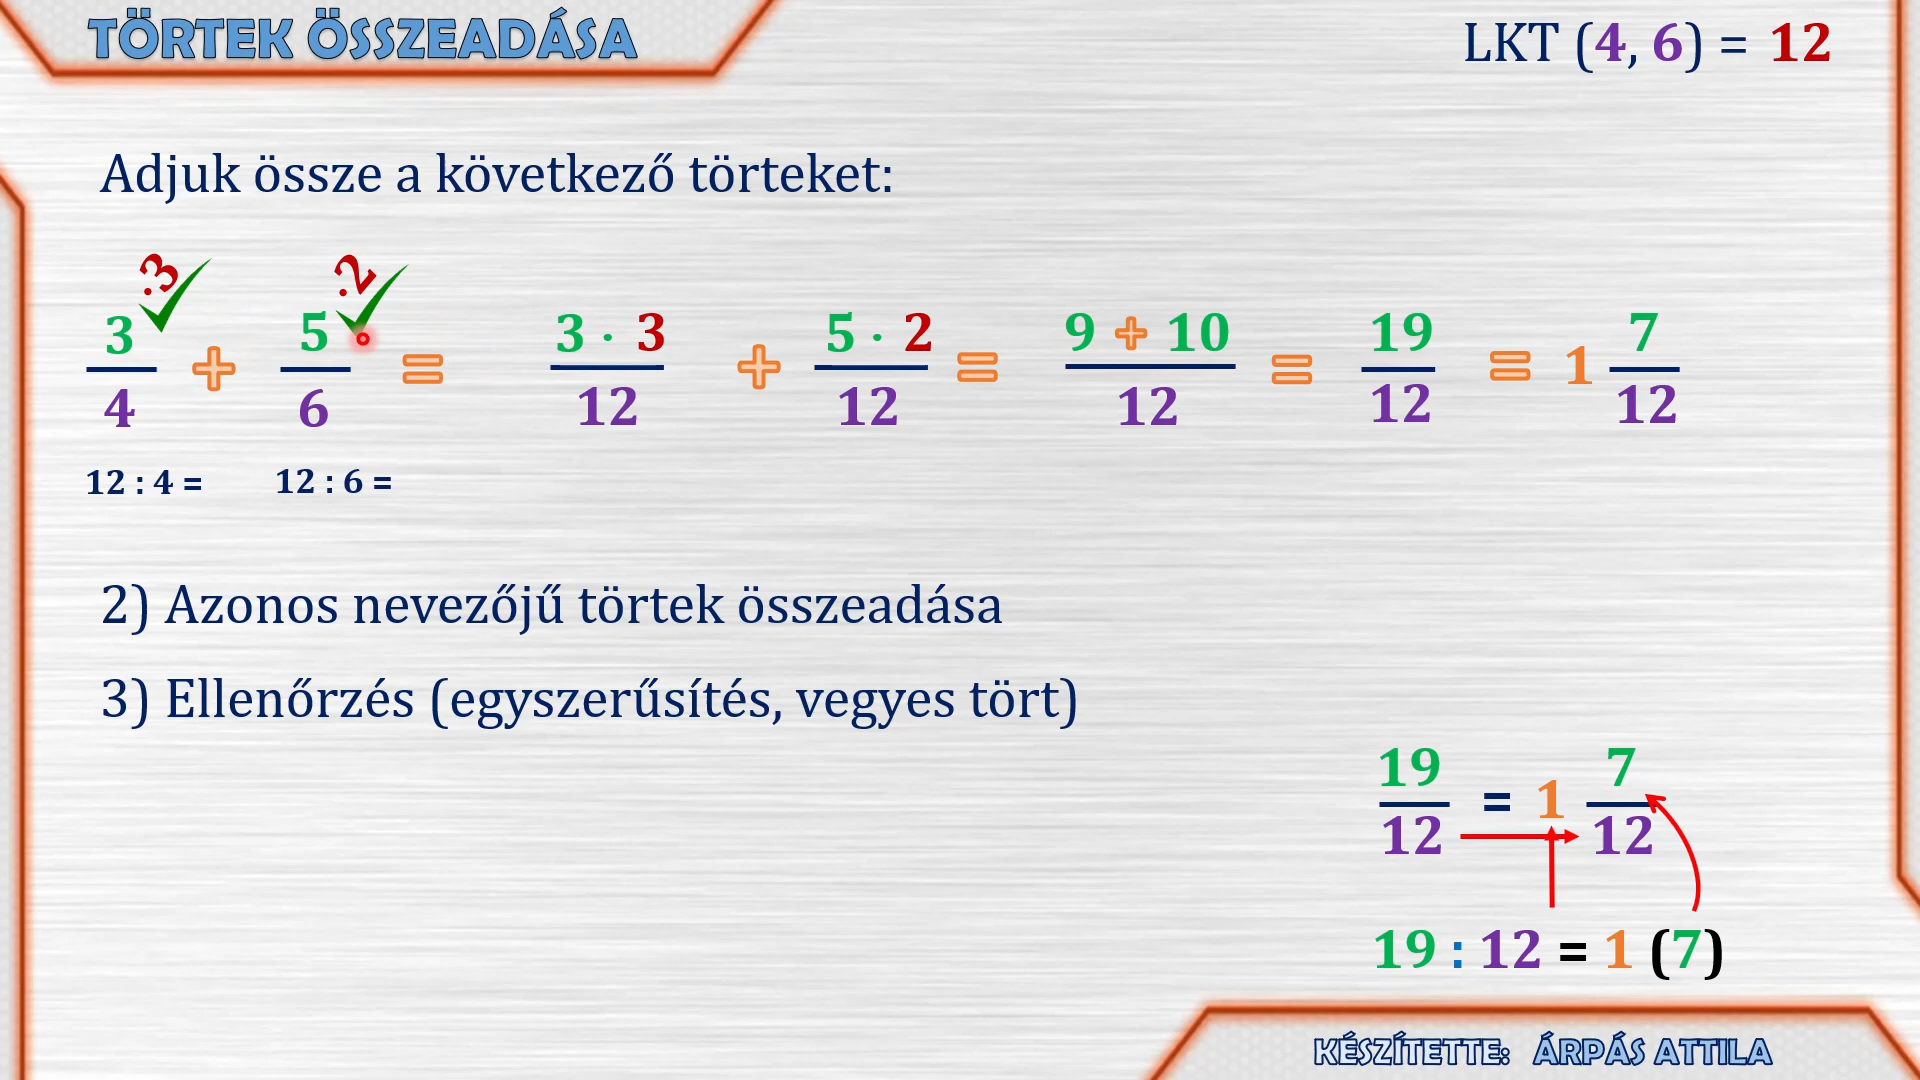 TÖRTEK ÖSSZEADÁSA
LKT (4, 6) = 12
Adjuk össze a következő törteket:
·3 ·2
3/4 + 5/6 = 3 · 3/12 + 5 · 2/12 = 9 + 10/12 = 19/12 = 1 7/12
12 : 4 = 12 : 6 =
2) Azonos nevezőjű törtek összeadása
3) Ellenőrzés (egyszerűsítés, vegyes tört)
19/12 = 1 7/12
19 : 12 = 1 (7)
KÉSZÍTETTE: ÁRPÁS ATTILA